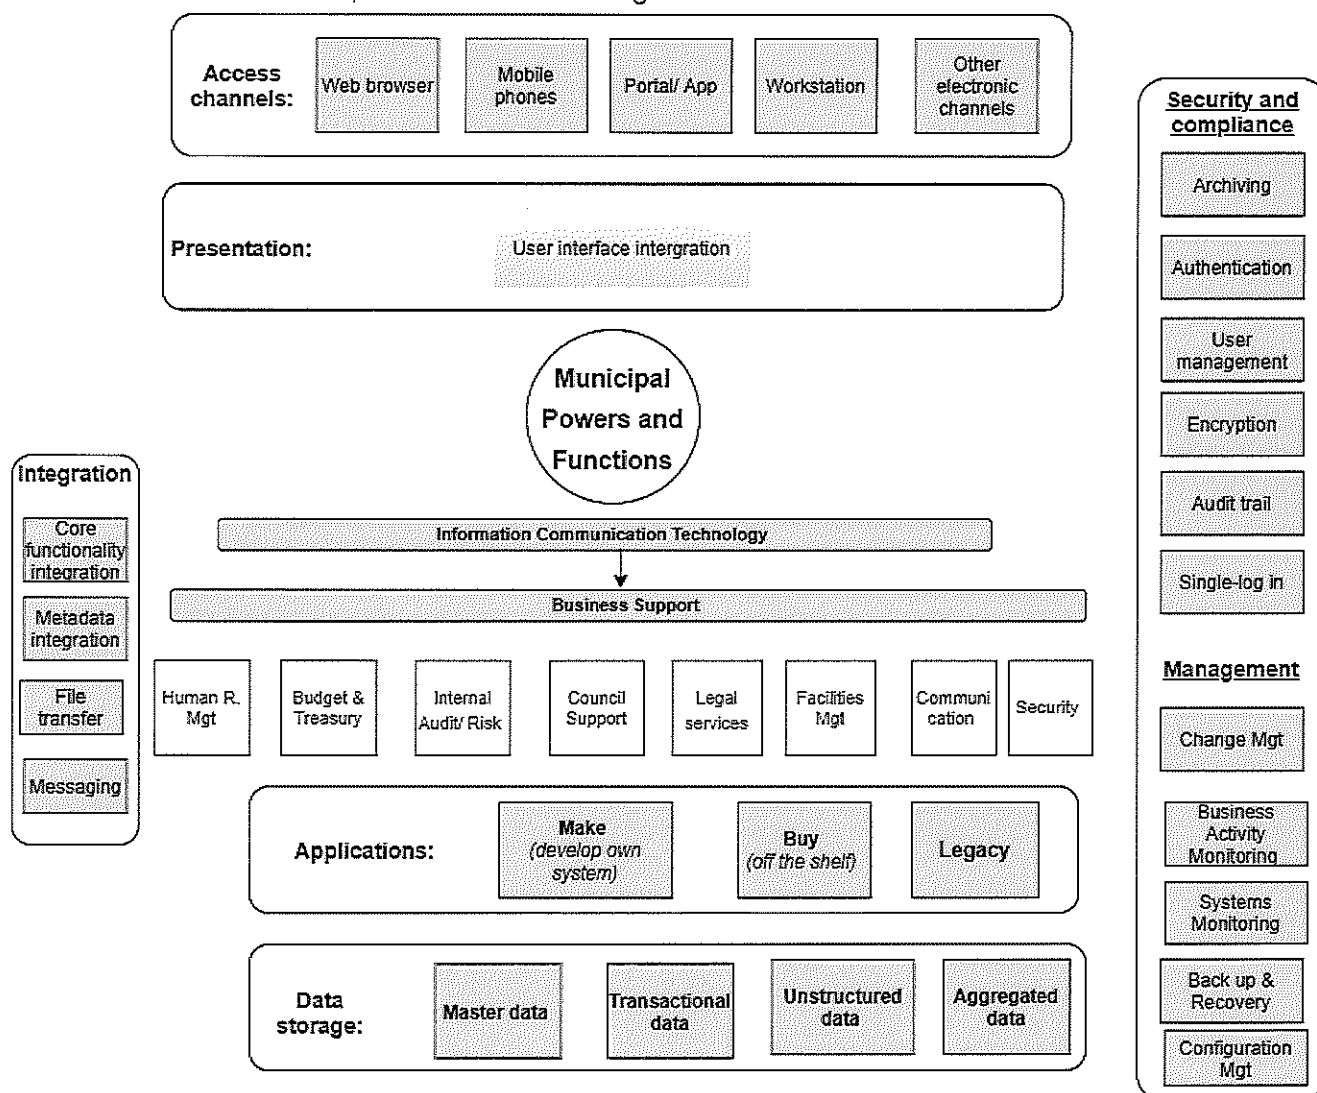 Access
channels:
Web browser
Mobile
phones
Portal/ App
Workstation
Other
electronic
channels
Presentation:
User interface intergration
Municipal
Powers and
Functions
Information Communication Technology
Business Support
Integration
Core
functionality
integration
Metadata
integration
File
transfer
Messaging
Human R.
Mgt
Budget &
Treasury
Internal
Audit/ Risk
Council
Support
Legal
services
Facilities
Mgt
Communi
cation
Security
Applications:
Make
(develop own
system)
Buy
(off the shelf)
Legacy
Data
storage:
Master data
Transactional
data
Unstructured
data
Aggregated
data
Security and
compliance
Archiving
Authentication
User
management
Encryption
Audit trail
Single-log in
Management
Change Mgt
Business
Activity
Monitoring
Systems
Monitoring
Back up &
Recovery
Configuration
Mgt